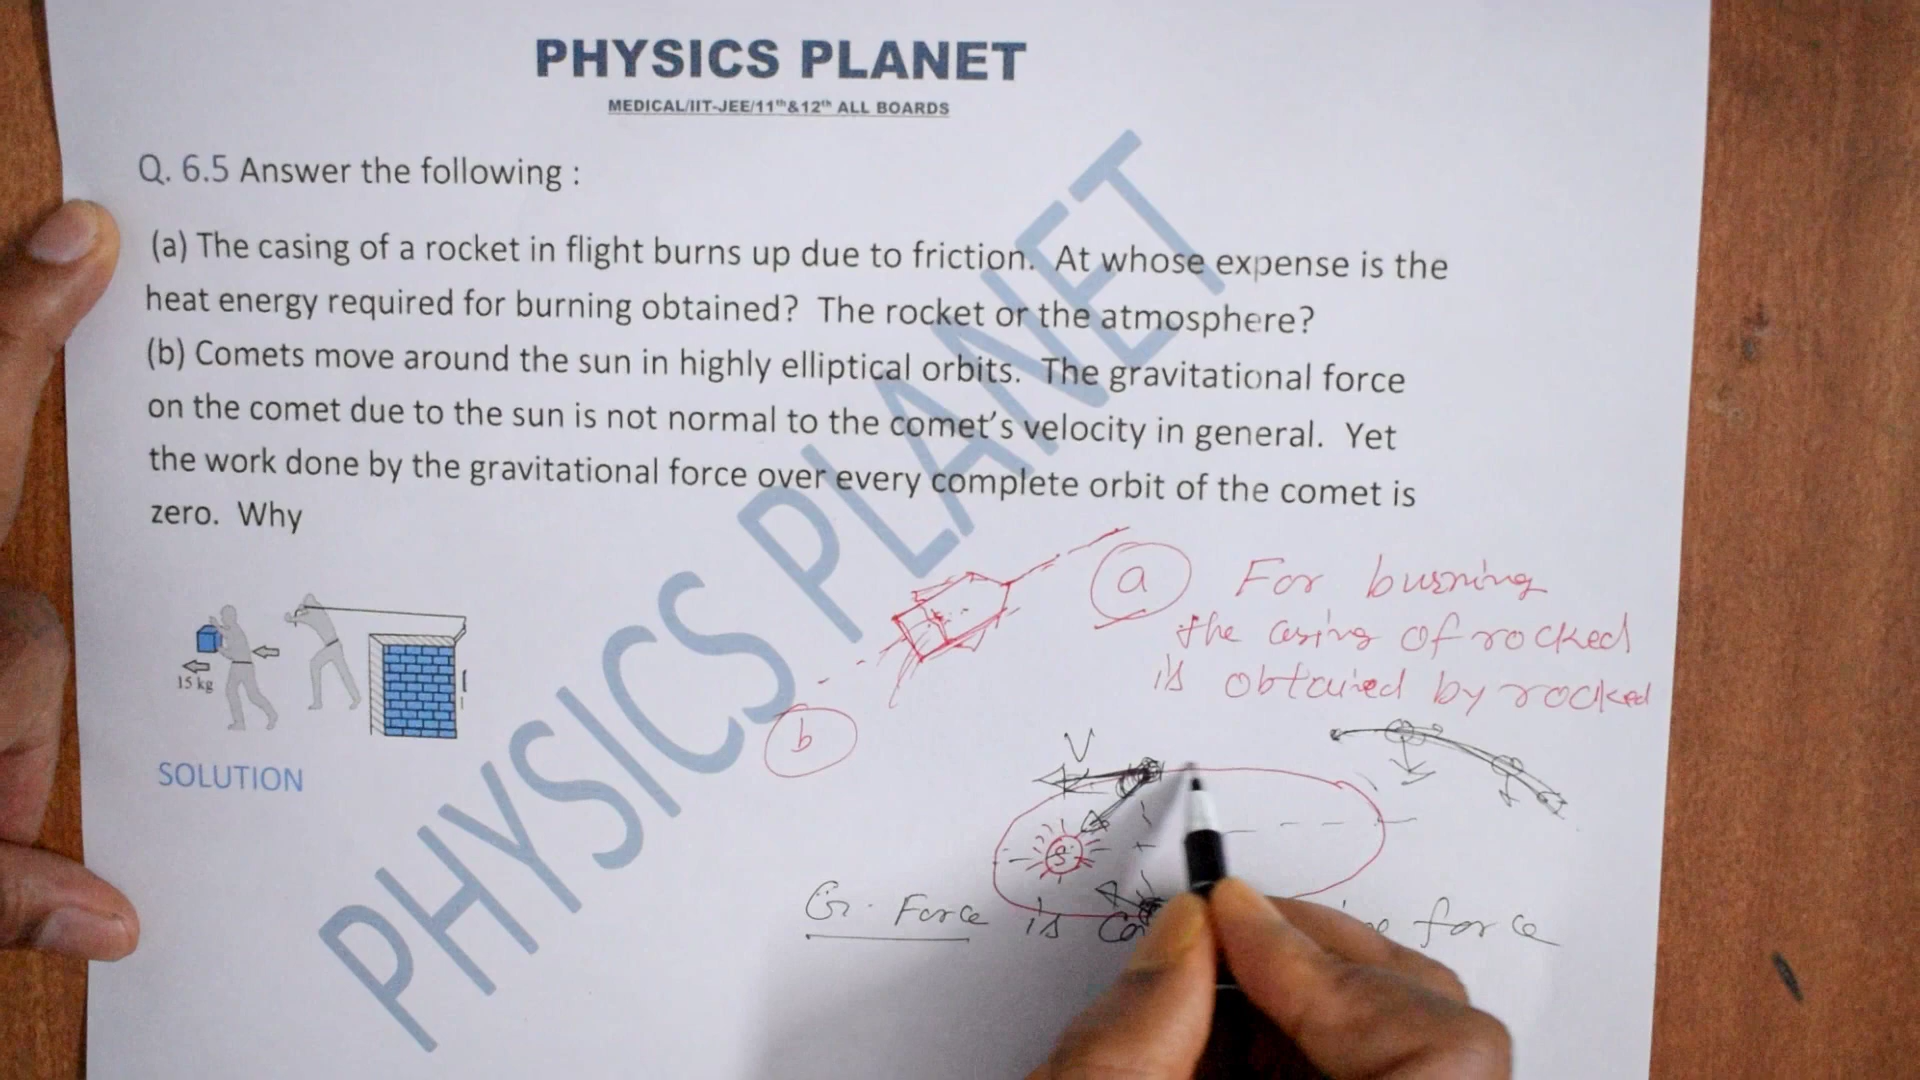 PHYSICS PLANET
MEDICAL/IIT-JEE/11th&12th ALL BOARDS
Q. 6.5 Answer the following :
(a) The casing of a rocket in flight burns up due to friction. At whose expense is the
heat energy required for burning obtained? The rocket or the atmosphere?
(b) Comets move around the sun in highly elliptical orbits. The gravitational force
on the comet due to the sun is not normal to the comet's velocity in general. Yet
the work done by the gravitational force over every complete orbit of the comet is
zero. Why
PHYSICS PLANET
a For burning
the casing of rocked
is obtained by rocked
15 kg
b
V
SOLUTION
S
Gr. Force is force